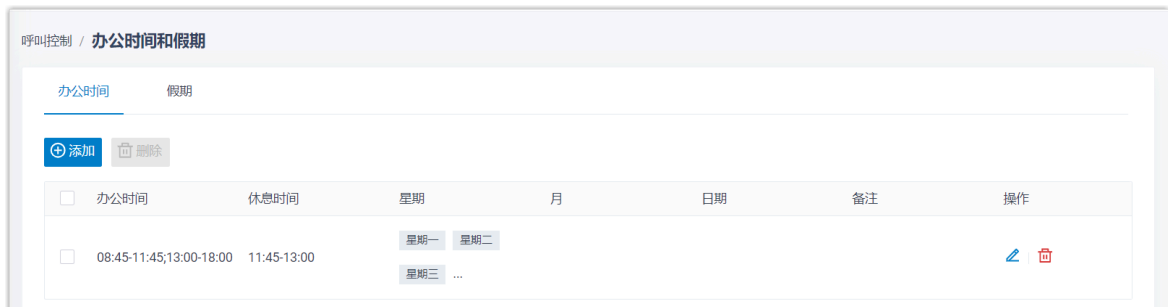 呼叫控制 / 办公时间和假期
办公时间 假期
添加 删除
办公时间 休息时间 星期 月 日期 备注 操作
08:45-11:45;13:00-18:00 11:45-13:00 星期一 星期二
星期三 ...